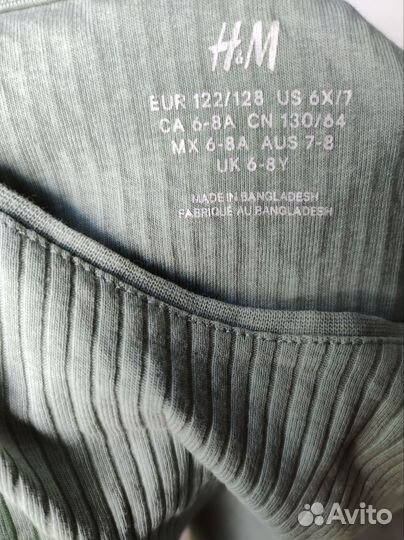 H&M
EUR 122/128 US 6X/7
CA 6-8A CN 130/64
MX 6-8A AUS 7-8
UK 6-8Y
MADE IN BANGLADESH
FABRIQUE AU BANGLADESH
Avito